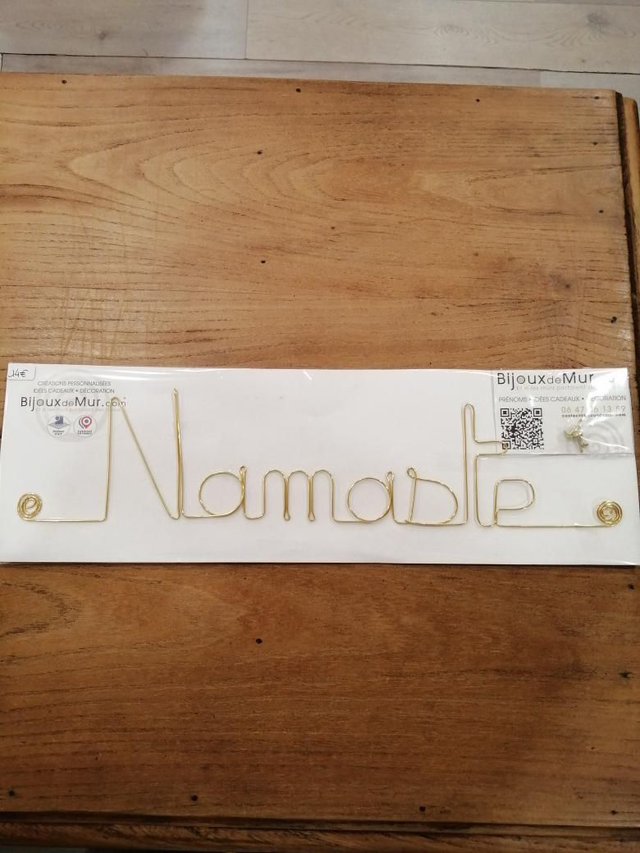 14€
CRÉATIONS PERSONNALISÉES
IDÉES CADEAUX • DÉCORATION
BIJOUXdeMUR.com
BIJOUXdeMUR
PRÉNOMS • IDÉES CADEAUX • DÉCORATION
Namaste